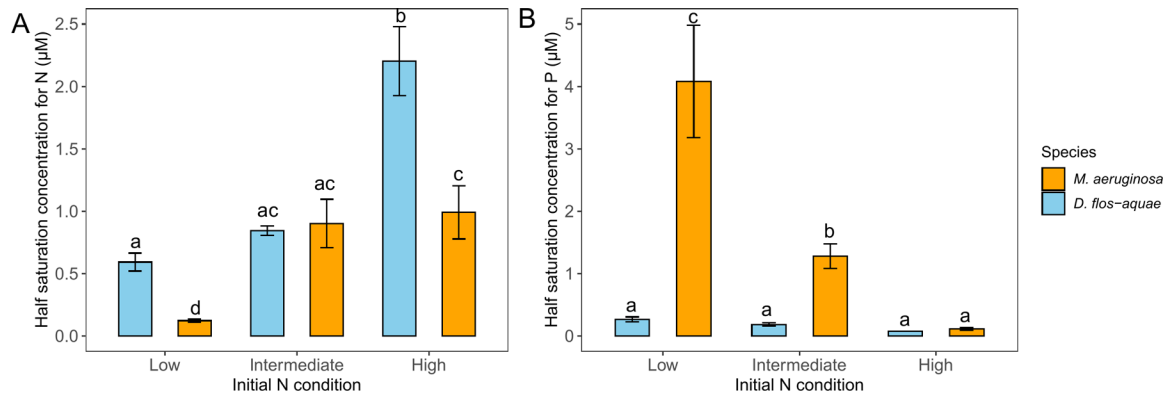 A
Half saturation concentration for N (µM)
2.5
2.0
1.5
1.0
0.5
0.0
a
d
ac
ac
b
c
Low
Intermediate
High
Initial N condition
B
Half saturation concentration for P (µM)
5
4
3
2
1
0
a
c
a
b
a
a
Low
Intermediate
High
Initial N condition
Species
M. aeruginosa
D. flos−aquae